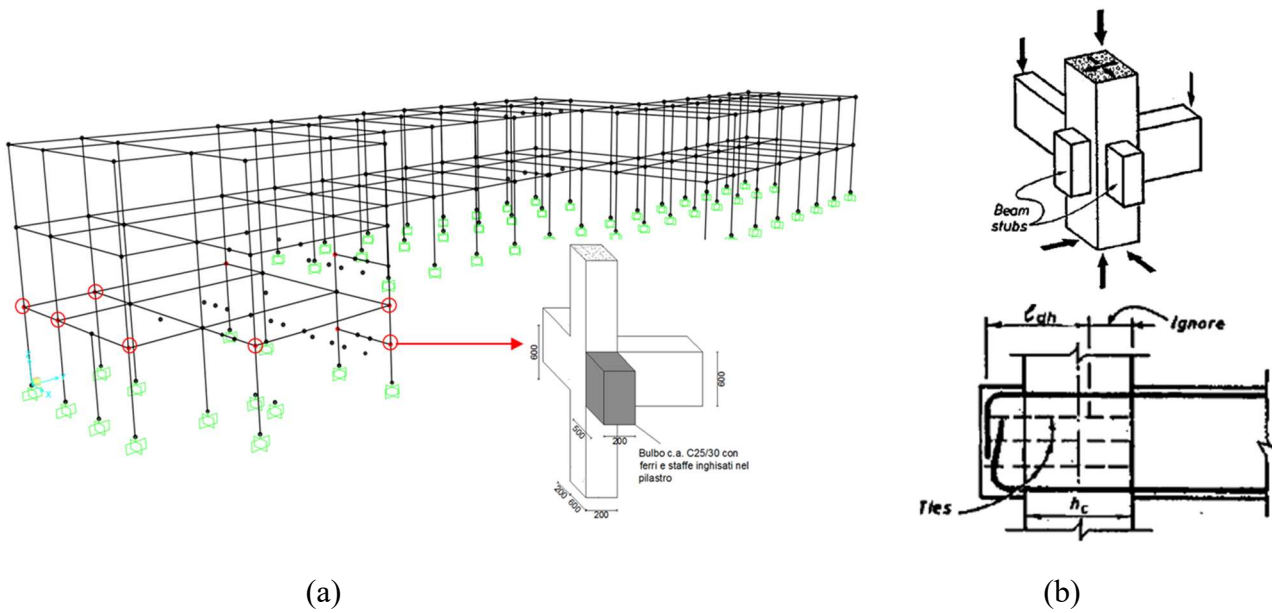 600
600
500
200
Bulbo c.a. C25/30 con
ferri e staffe inghisati nel
pilastro
200
600
200
(a)
Beam
stubs
ℓdh
Ignore
Ties
hc
(b)